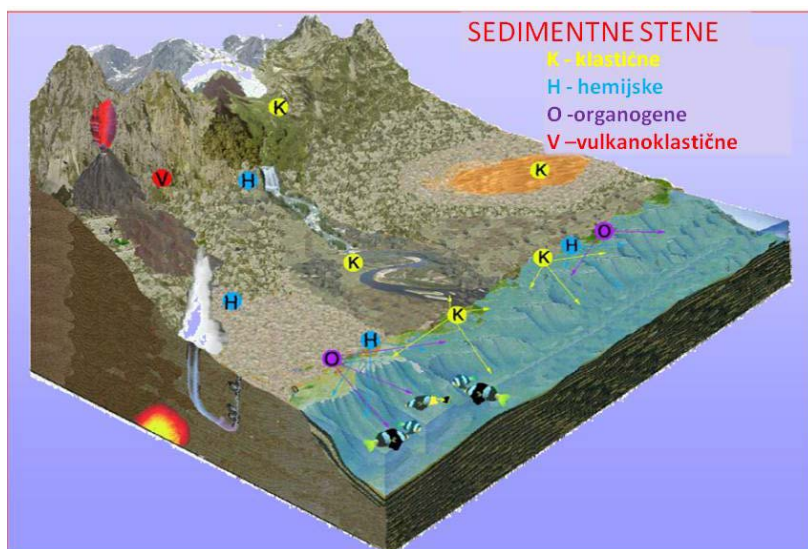 SEDIMENTNE STENE
K - klastične
H - hemijske
O -organogene
V –vulkanoklastične
K
K
V
H
O
K
H
K
H
K
H
O